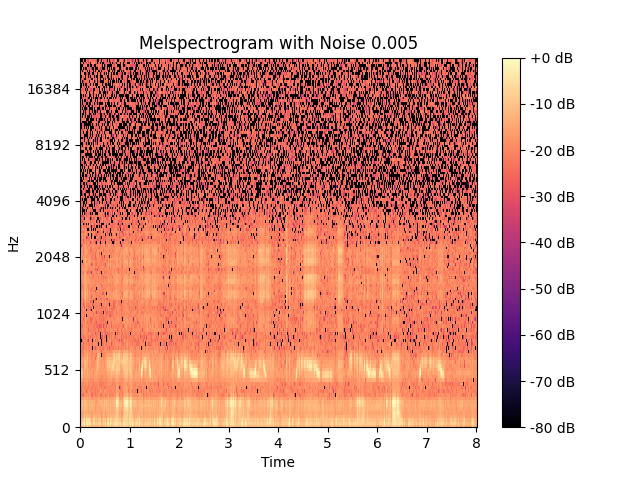 Melspectrogram with Noise 0.005
Hz
16384
8192
4096
2048
1024
512
0
0 1 2 3 4 5 6 7 8
Time
+0 dB
-10 dB
-20 dB
-30 dB
-40 dB
-50 dB
-60 dB
-70 dB
-80 dB